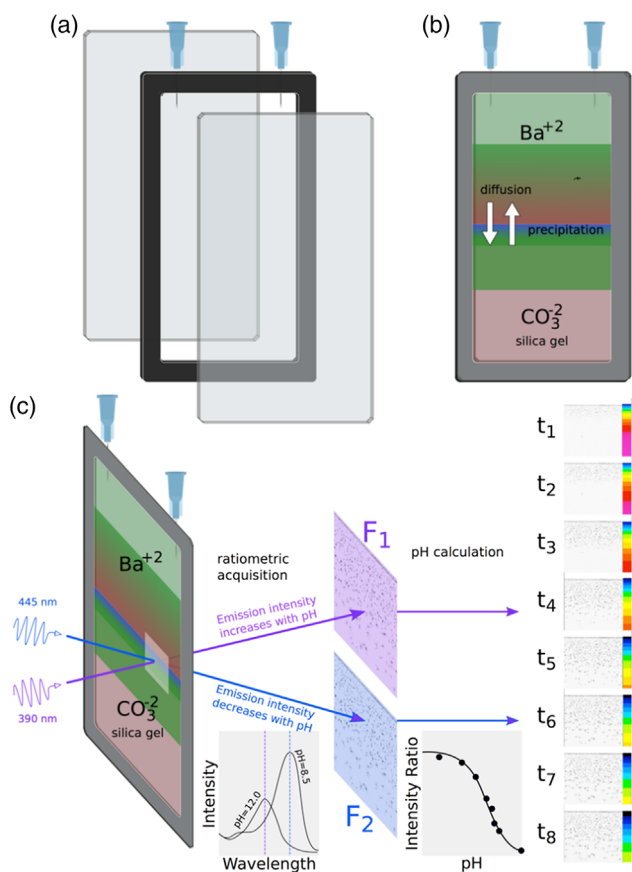 (a)
(b)
Ba+2
diffusion
precipitation
CO3-2
silica gel
(c)
Ba+2
CO3-2
silica gel
445 nm
390 nm
ratiometric
acquisition
Emission intensity
increases with pH
Emission intensity
decreases with pH
F1
F2
pH calculation
Intensity
pH=12.0
pH=8.5
Wavelength
Intensity Ratio
pH
t1
t2
t3
t4
t5
t6
t7
t8